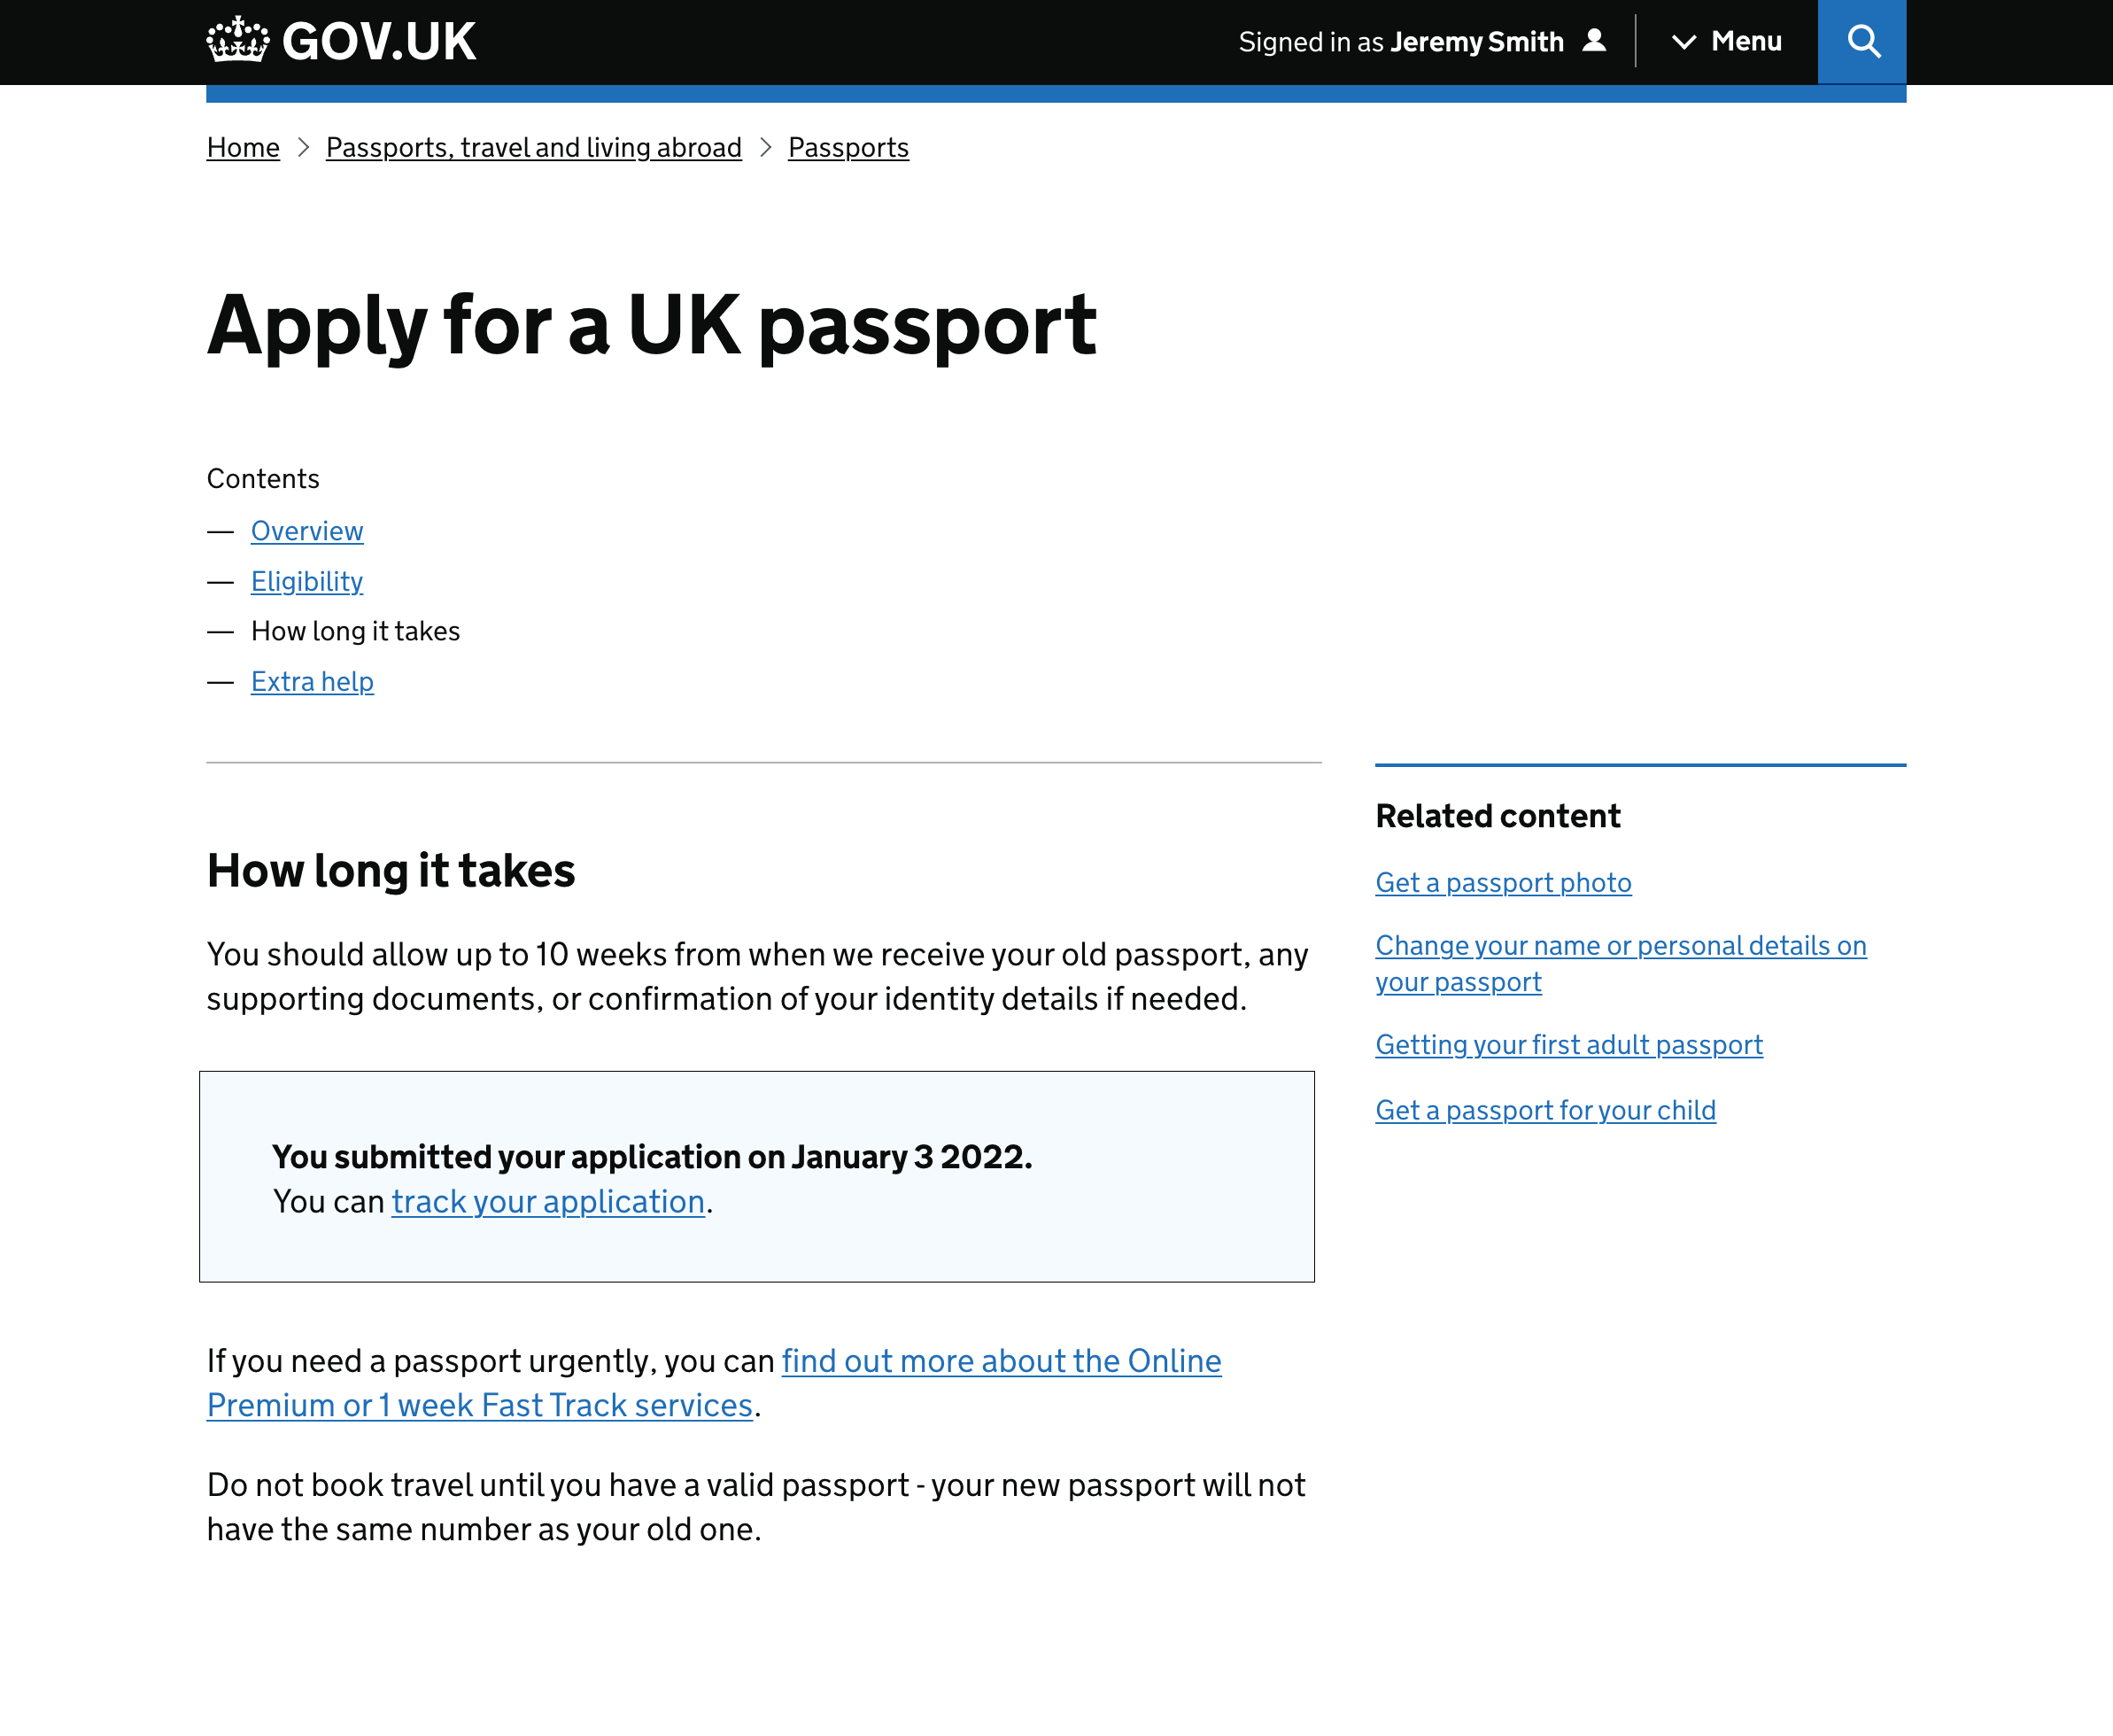 GOV.UK
Signed in as Jeremy Smith
Menu
Home > Passports, travel and living abroad > Passports
Apply for a UK passport
Contents
— Overview
— Eligibility
— How long it takes
— Extra help
How long it takes
You should allow up to 10 weeks from when we receive your old passport, any
supporting documents, or confirmation of your identity details if needed.
You submitted your application on January 3 2022.
You can track your application.
If you need a passport urgently, you can find out more about the Online
Premium or 1 week Fast Track services.
Do not book travel until you have a valid passport - your new passport will not
have the same number as your old one.
Related content
Get a passport photo
Change your name or personal details on
your passport
Getting your first adult passport
Get a passport for your child